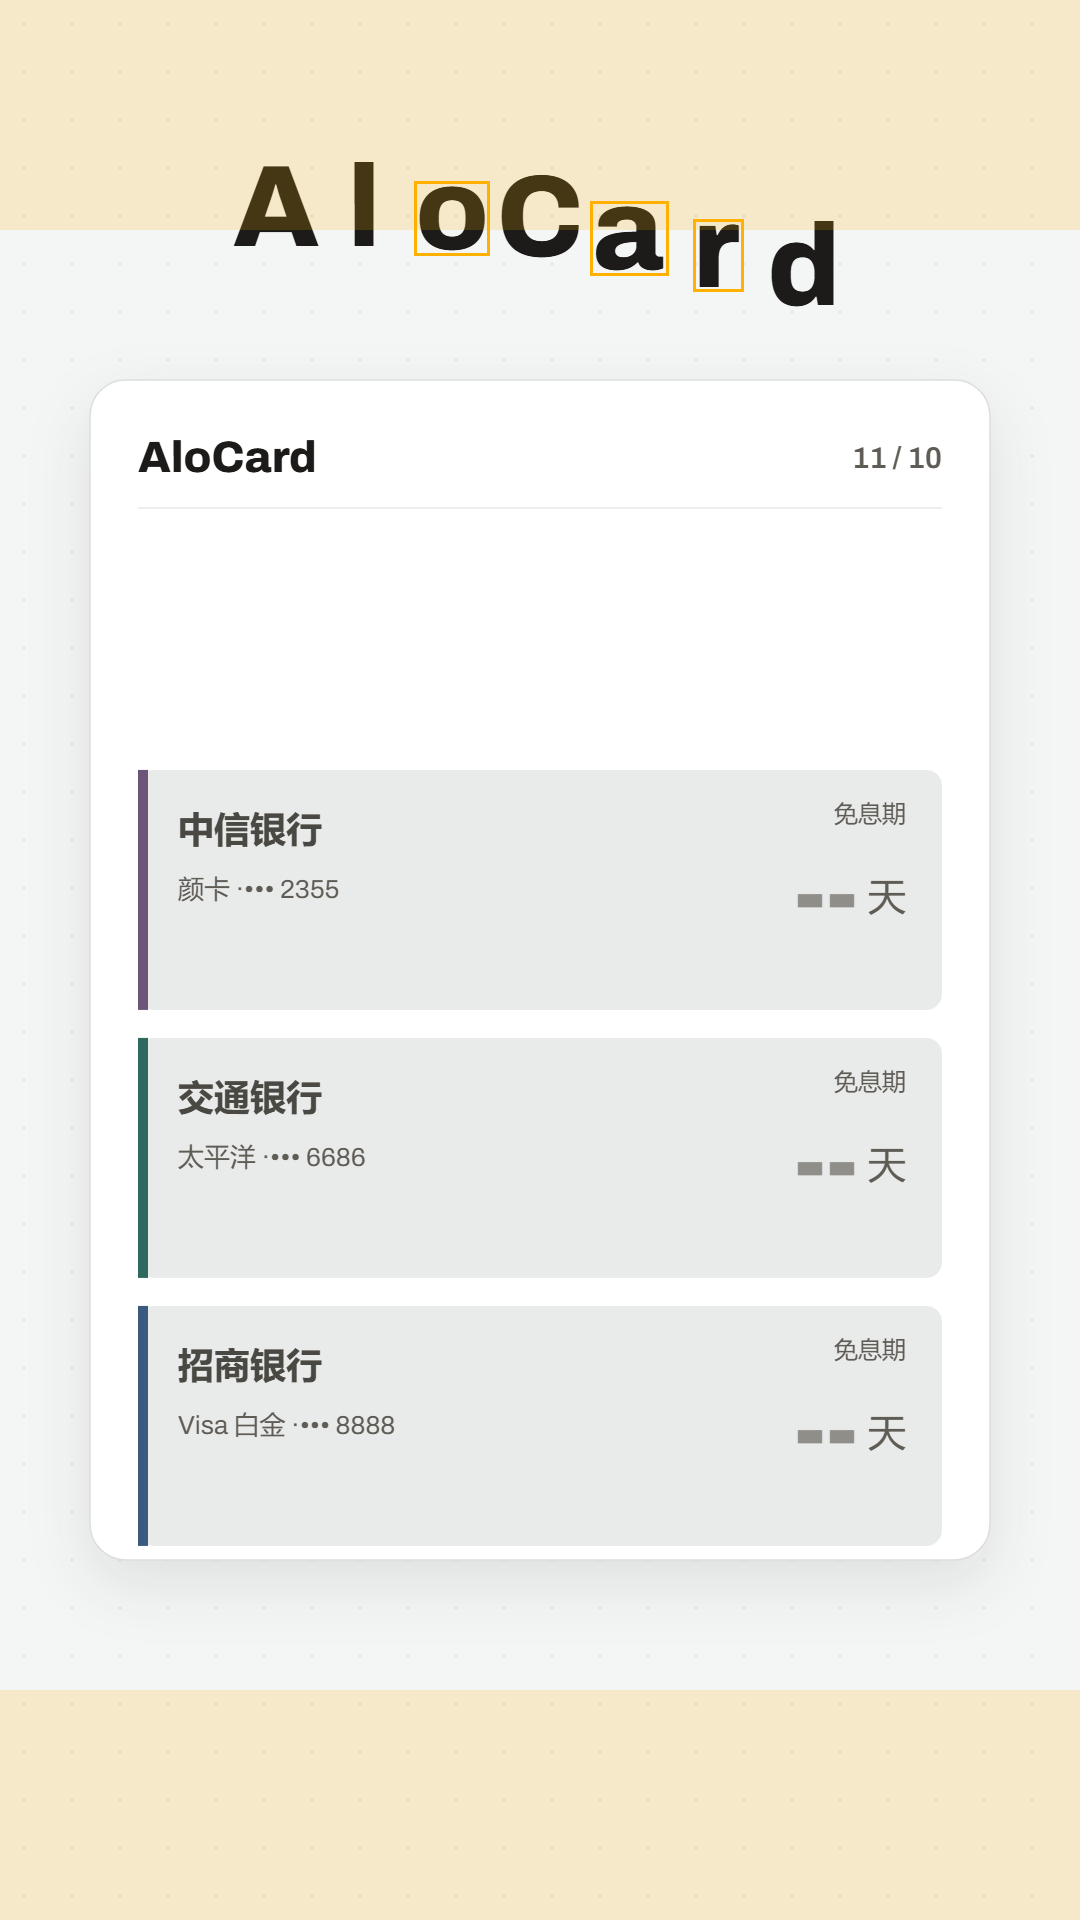 AloCard
AloCard
11 / 10
中信银行
免息期
颜卡 ·••• 2355
-- 天
交通银行
免息期
太平洋 ·••• 6686
-- 天
招商银行
免息期
Visa 白金 ·••• 8888
-- 天